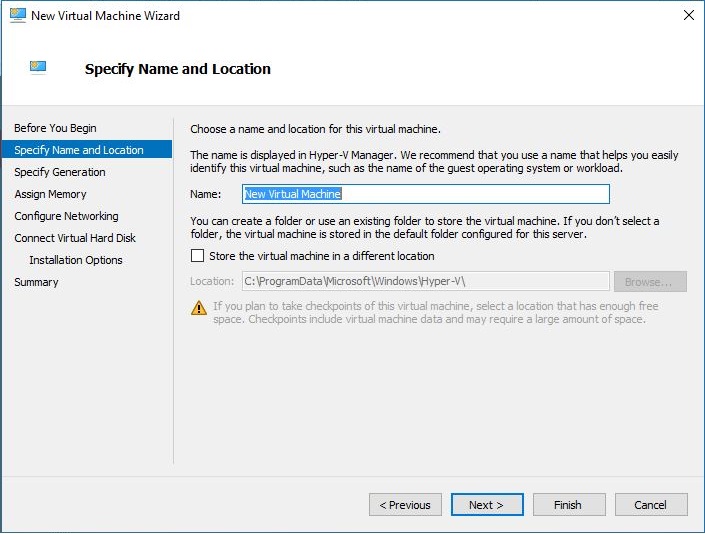 New Virtual Machine Wizard
Specify Name and Location
Before You Begin
Specify Name and Location
Specify Generation
Assign Memory
Configure Networking
Connect Virtual Hard Disk
Installation Options
Summary
Choose a name and location for this virtual machine.
The name is displayed in Hyper-V Manager. We recommend that you use a name that helps you easily
identify this virtual machine, such as the name of the guest operating system or workload.
Name: New Virtual Machine
You can create a folder or use an existing folder to store the virtual machine. If you don't select a
folder, the virtual machine is stored in the default folder configured for this server.
Store the virtual machine in a different location
Location: C:\ProgramData\Microsoft\Windows\Hyper-V\ Browse...
If you plan to take checkpoints of this virtual machine, select a location that has enough free
space. Checkpoints include virtual machine data and may require a large amount of space.
< Previous Next > Finish Cancel